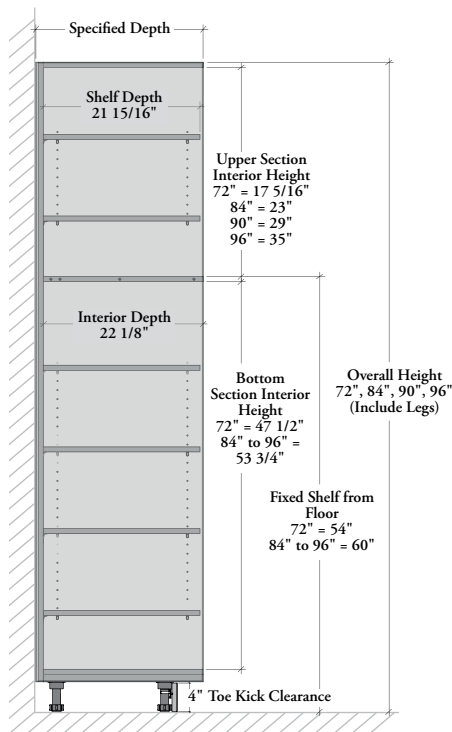 Specified Depth
Shelf Depth
21 15/16"
Upper Section
Interior Height
72" = 17 5/16"
84" = 23"
90" = 29"
96" = 35"
Interior Depth
22 1/8"
Bottom
Section Interior
Height
72" = 47 1/2"
84" to 96" =
53 3/4"
Overall Height
72", 84", 90", 96"
(Include Legs)
Fixed Shelf from
Floor
72" = 54"
84" to 96" = 60"
4" Toe Kick Clearance